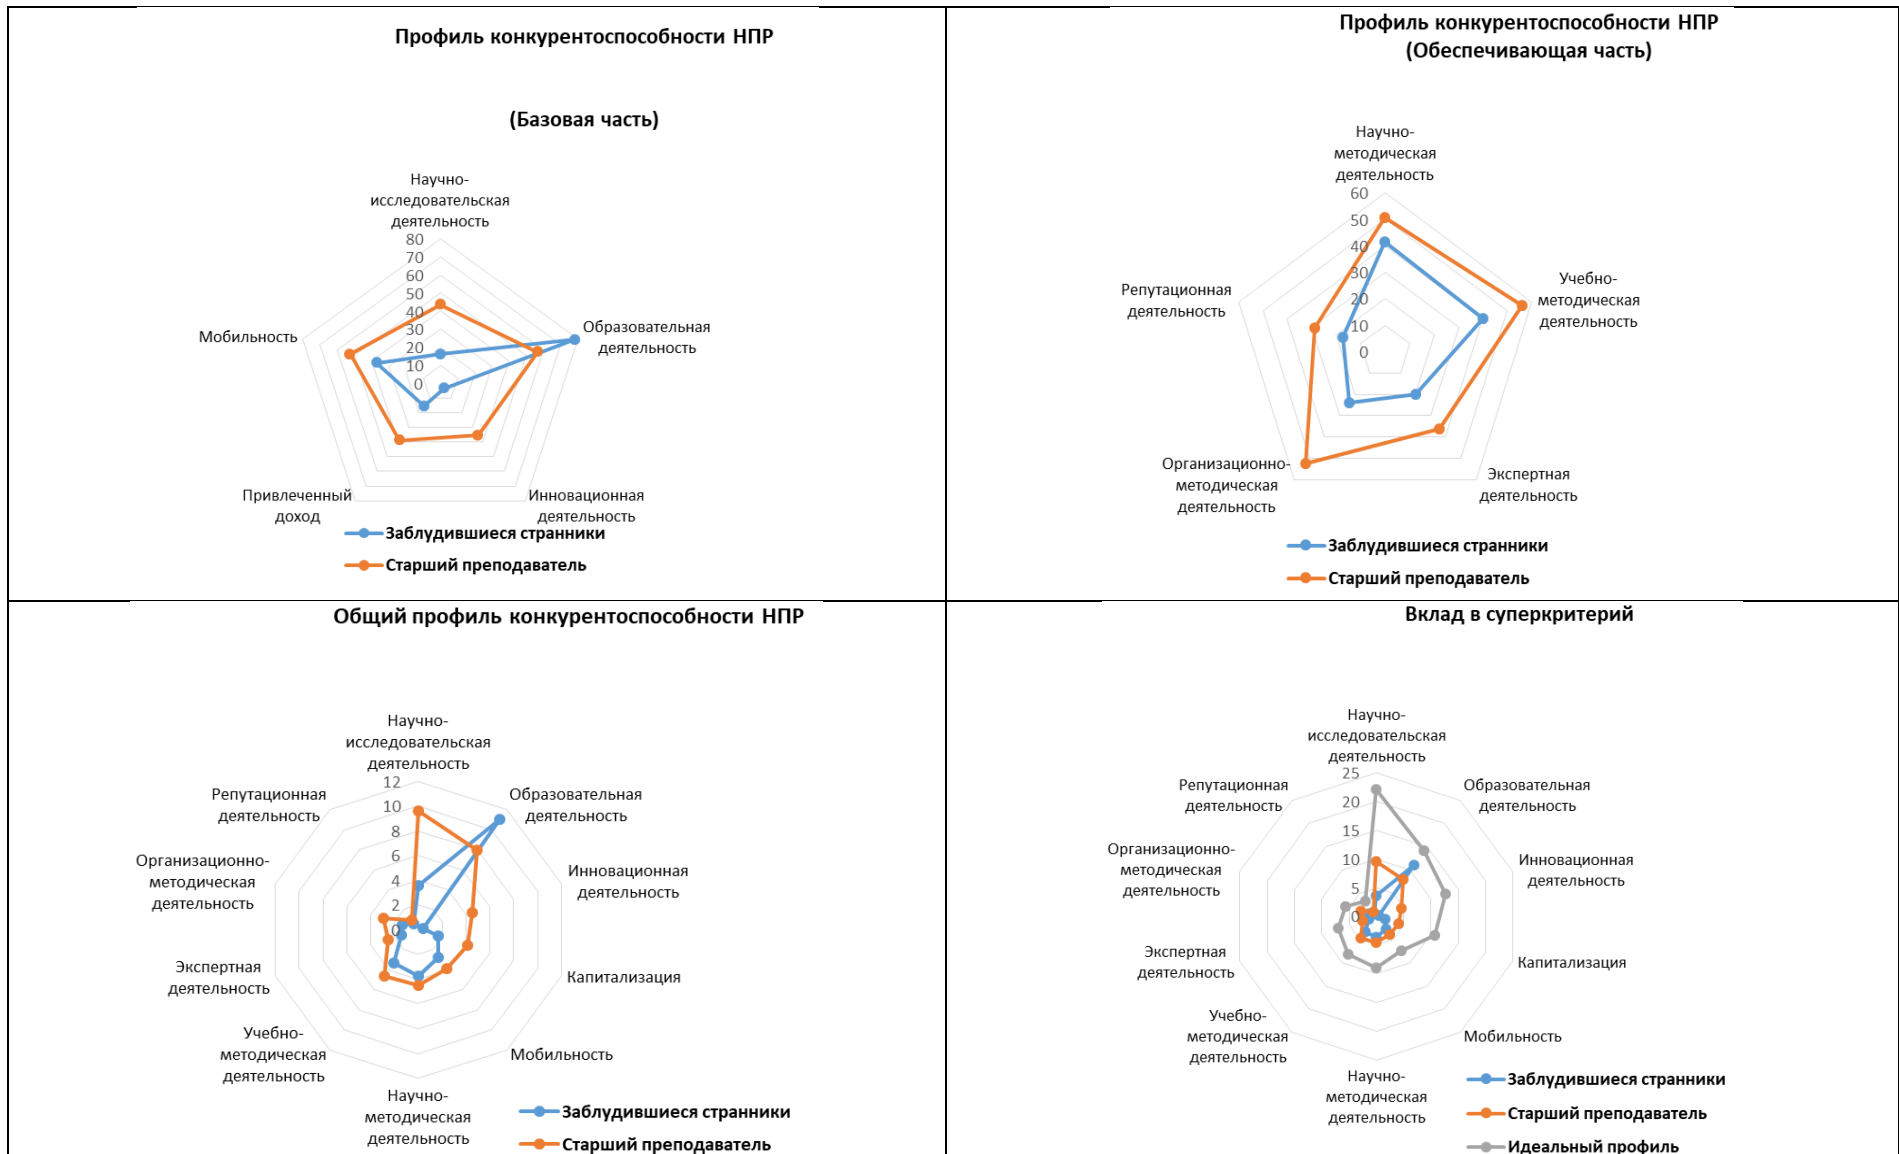 Профиль конкурентоспособности НПР
(Базовая часть)
Научно-
исследовательская
деятельность
80
70
60
50
40
30
20
10
0
Образовательная
деятельность
Мобильность
Привлеченный
доход
Инновационная
деятельность
Заблудившиеся странники
Старший преподаватель
Профиль конкурентоспособности НПР
(Обеспечивающая часть)
Научно-
методическая
деятельность
60
50
40
30
20
10
0
Учебно-
методическая
деятельность
Репутационная
деятельность
Организационно-
методическая
деятельность
Экспертная
деятельность
Заблудившиеся странники
Старший преподаватель
Общий профиль конкурентоспособности НПР
Научно-
исследовательская
деятельность
12
10
8
6
4
2
0
Образовательная
деятельность
Инновационная
деятельность
Капитализация
Мобильность
Научно-
методическая
деятельность
Учебно-
методическая
деятельность
Экспертная
деятельность
Организационно-
методическая
деятельность
Репутационная
деятельность
Заблудившиеся странники
Старший преподаватель
Вклад в суперкритерий
Научно-
исследовательская
деятельность
25
20
15
10
5
0
Образовательная
деятельность
Инновационная
деятельность
Капитализация
Мобильность
Научно-
методическая
деятельность
Учебно-
методическая
деятельность
Экспертная
деятельность
Организационно-
методическая
деятельность
Репутационная
деятельность
Заблудившиеся странники
Старший преподаватель
Идеальный профиль